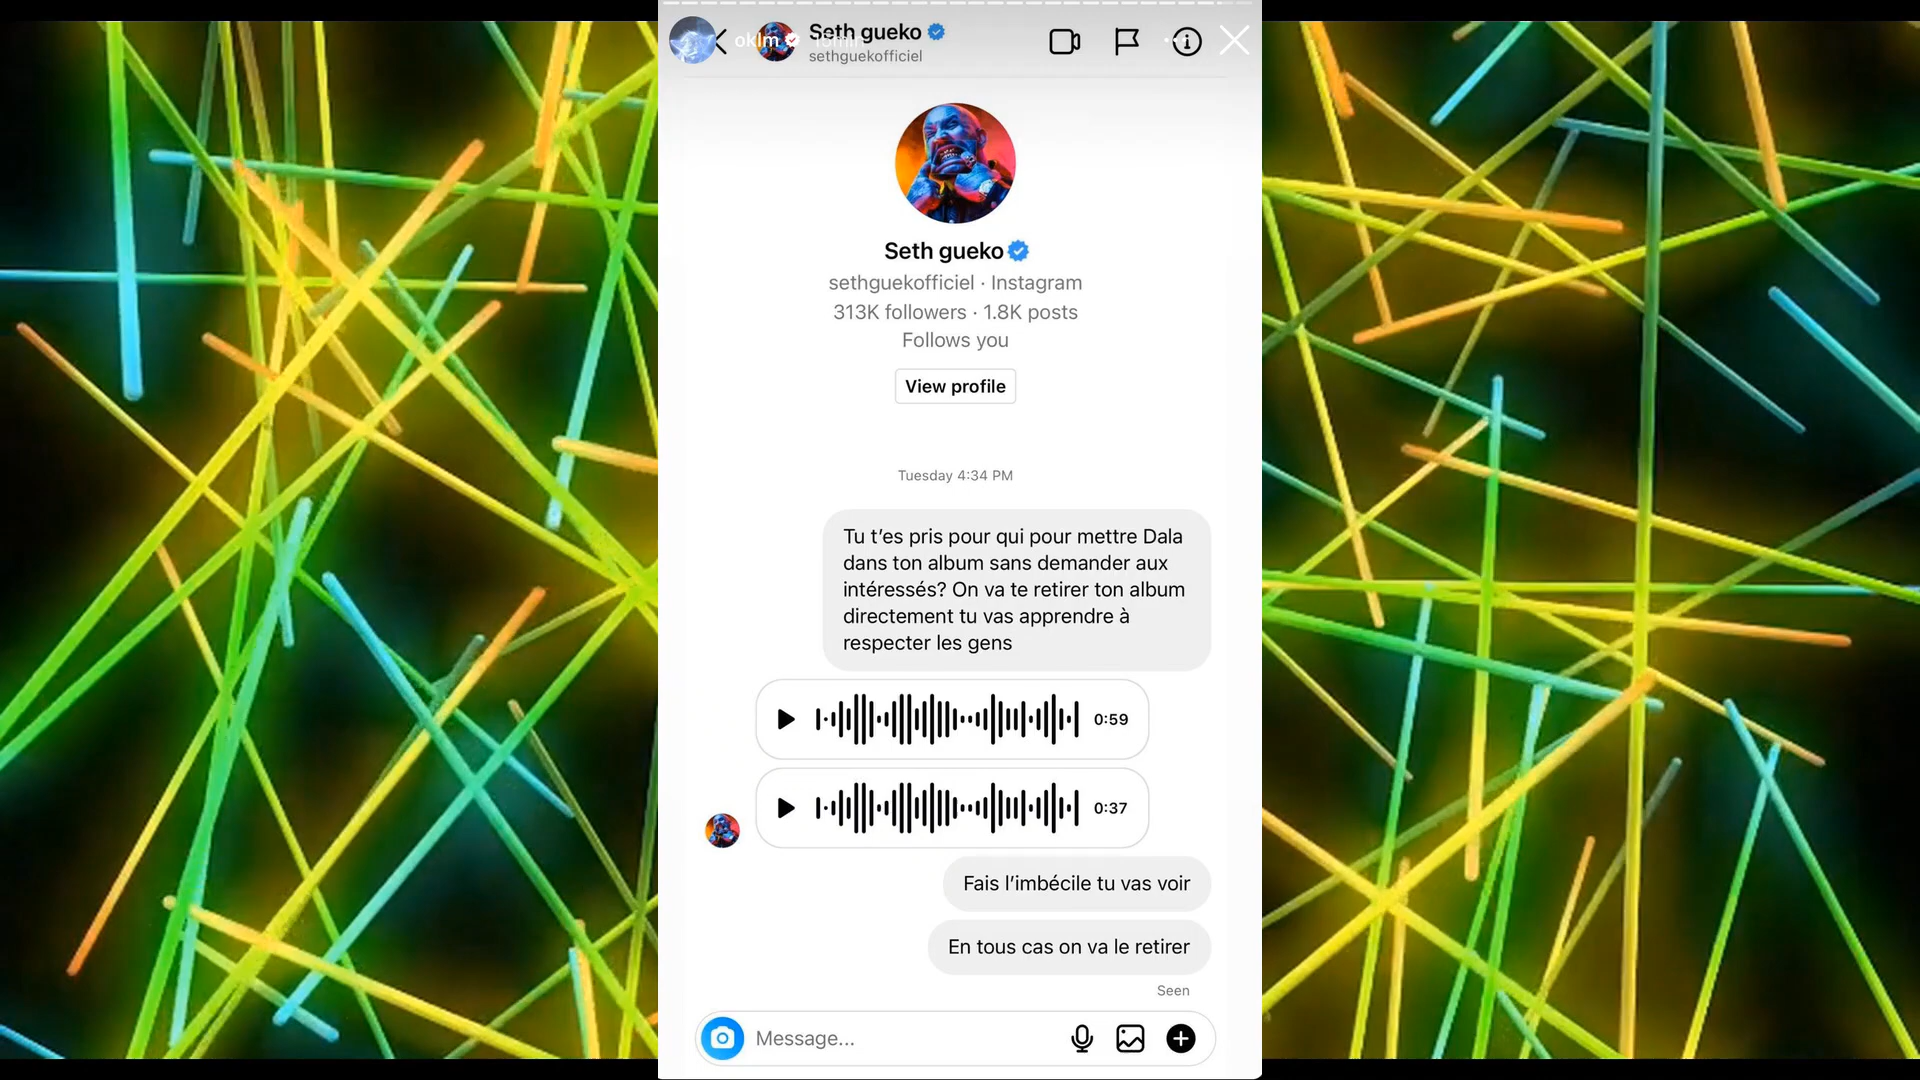 oklm
Seth gueko
sethguekofficiel
Seth gueko
sethguekofficiel · Instagram
313K followers · 1.8K posts
Follows you
View profile
Tuesday 4:34 PM
Tu t’es pris pour qui pour mettre Dala
dans ton album sans demander aux
intéressés? On va te retirer ton album
directement tu vas apprendre à
respecter les gens
0:59
0:37
Fais l’imbécile tu vas voir
En tous cas on va le retirer
Seen
Message...